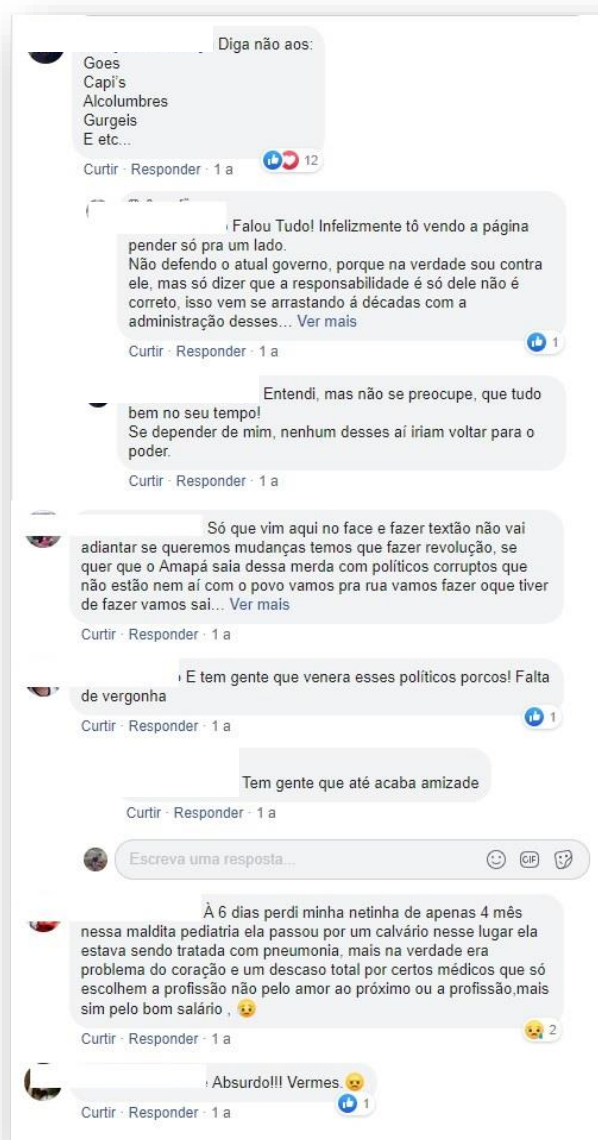 Diga não aos:
Goes
Capi's
Alcolumbres
Gurgeis
E etc...
Curtir · Responder · 1 a
12
Falou Tudo! Infelizmente tô vendo a página
pender só pra um lado.
Não defendo o atual governo, porque na verdade sou contra
ele, mas só dizer que a responsabilidade é só dele não é
correto, isso vem se arrastando á décadas com a
administração desses... Ver mais
1
Curtir · Responder · 1 a
Entendi, mas não se preocupe, que tudo
bem no seu tempo!
Se depender de mim, nenhum desses aí iriam voltar para o
poder.
Curtir · Responder · 1 a
Só que vim aqui no face e fazer textão não vai
adiantar se queremos mudanças temos que fazer revolução, se
quer que o Amapá saia dessa merda com políticos corruptos que
não estão nem aí com o povo vamos pra rua vamos fazer oque tiver
de fazer vamos sai... Ver mais
Curtir · Responder · 1 a
E tem gente que venera esses políticos porcos! Falta
de vergonha
1
Curtir · Responder · 1 a
Tem gente que até acaba amizade
Curtir · Responder · 1 a
Escreva uma resposta...
GIF
À 6 dias perdi minha netinha de apenas 4 mês
nessa maldita pediatria ela passou por um calvário nesse lugar ela
estava sendo tratada com pneumonia, mais na verdade era
problema do coração e um descaso total por certos médicos que só
escolhem a profissão não pelo amor ao próximo ou a profissão,mais
sim pelo bom salário , 😥
2
Curtir · Responder · 1 a
Absurdo!!! Vermes.😠
1
Curtir · Responder · 1 a